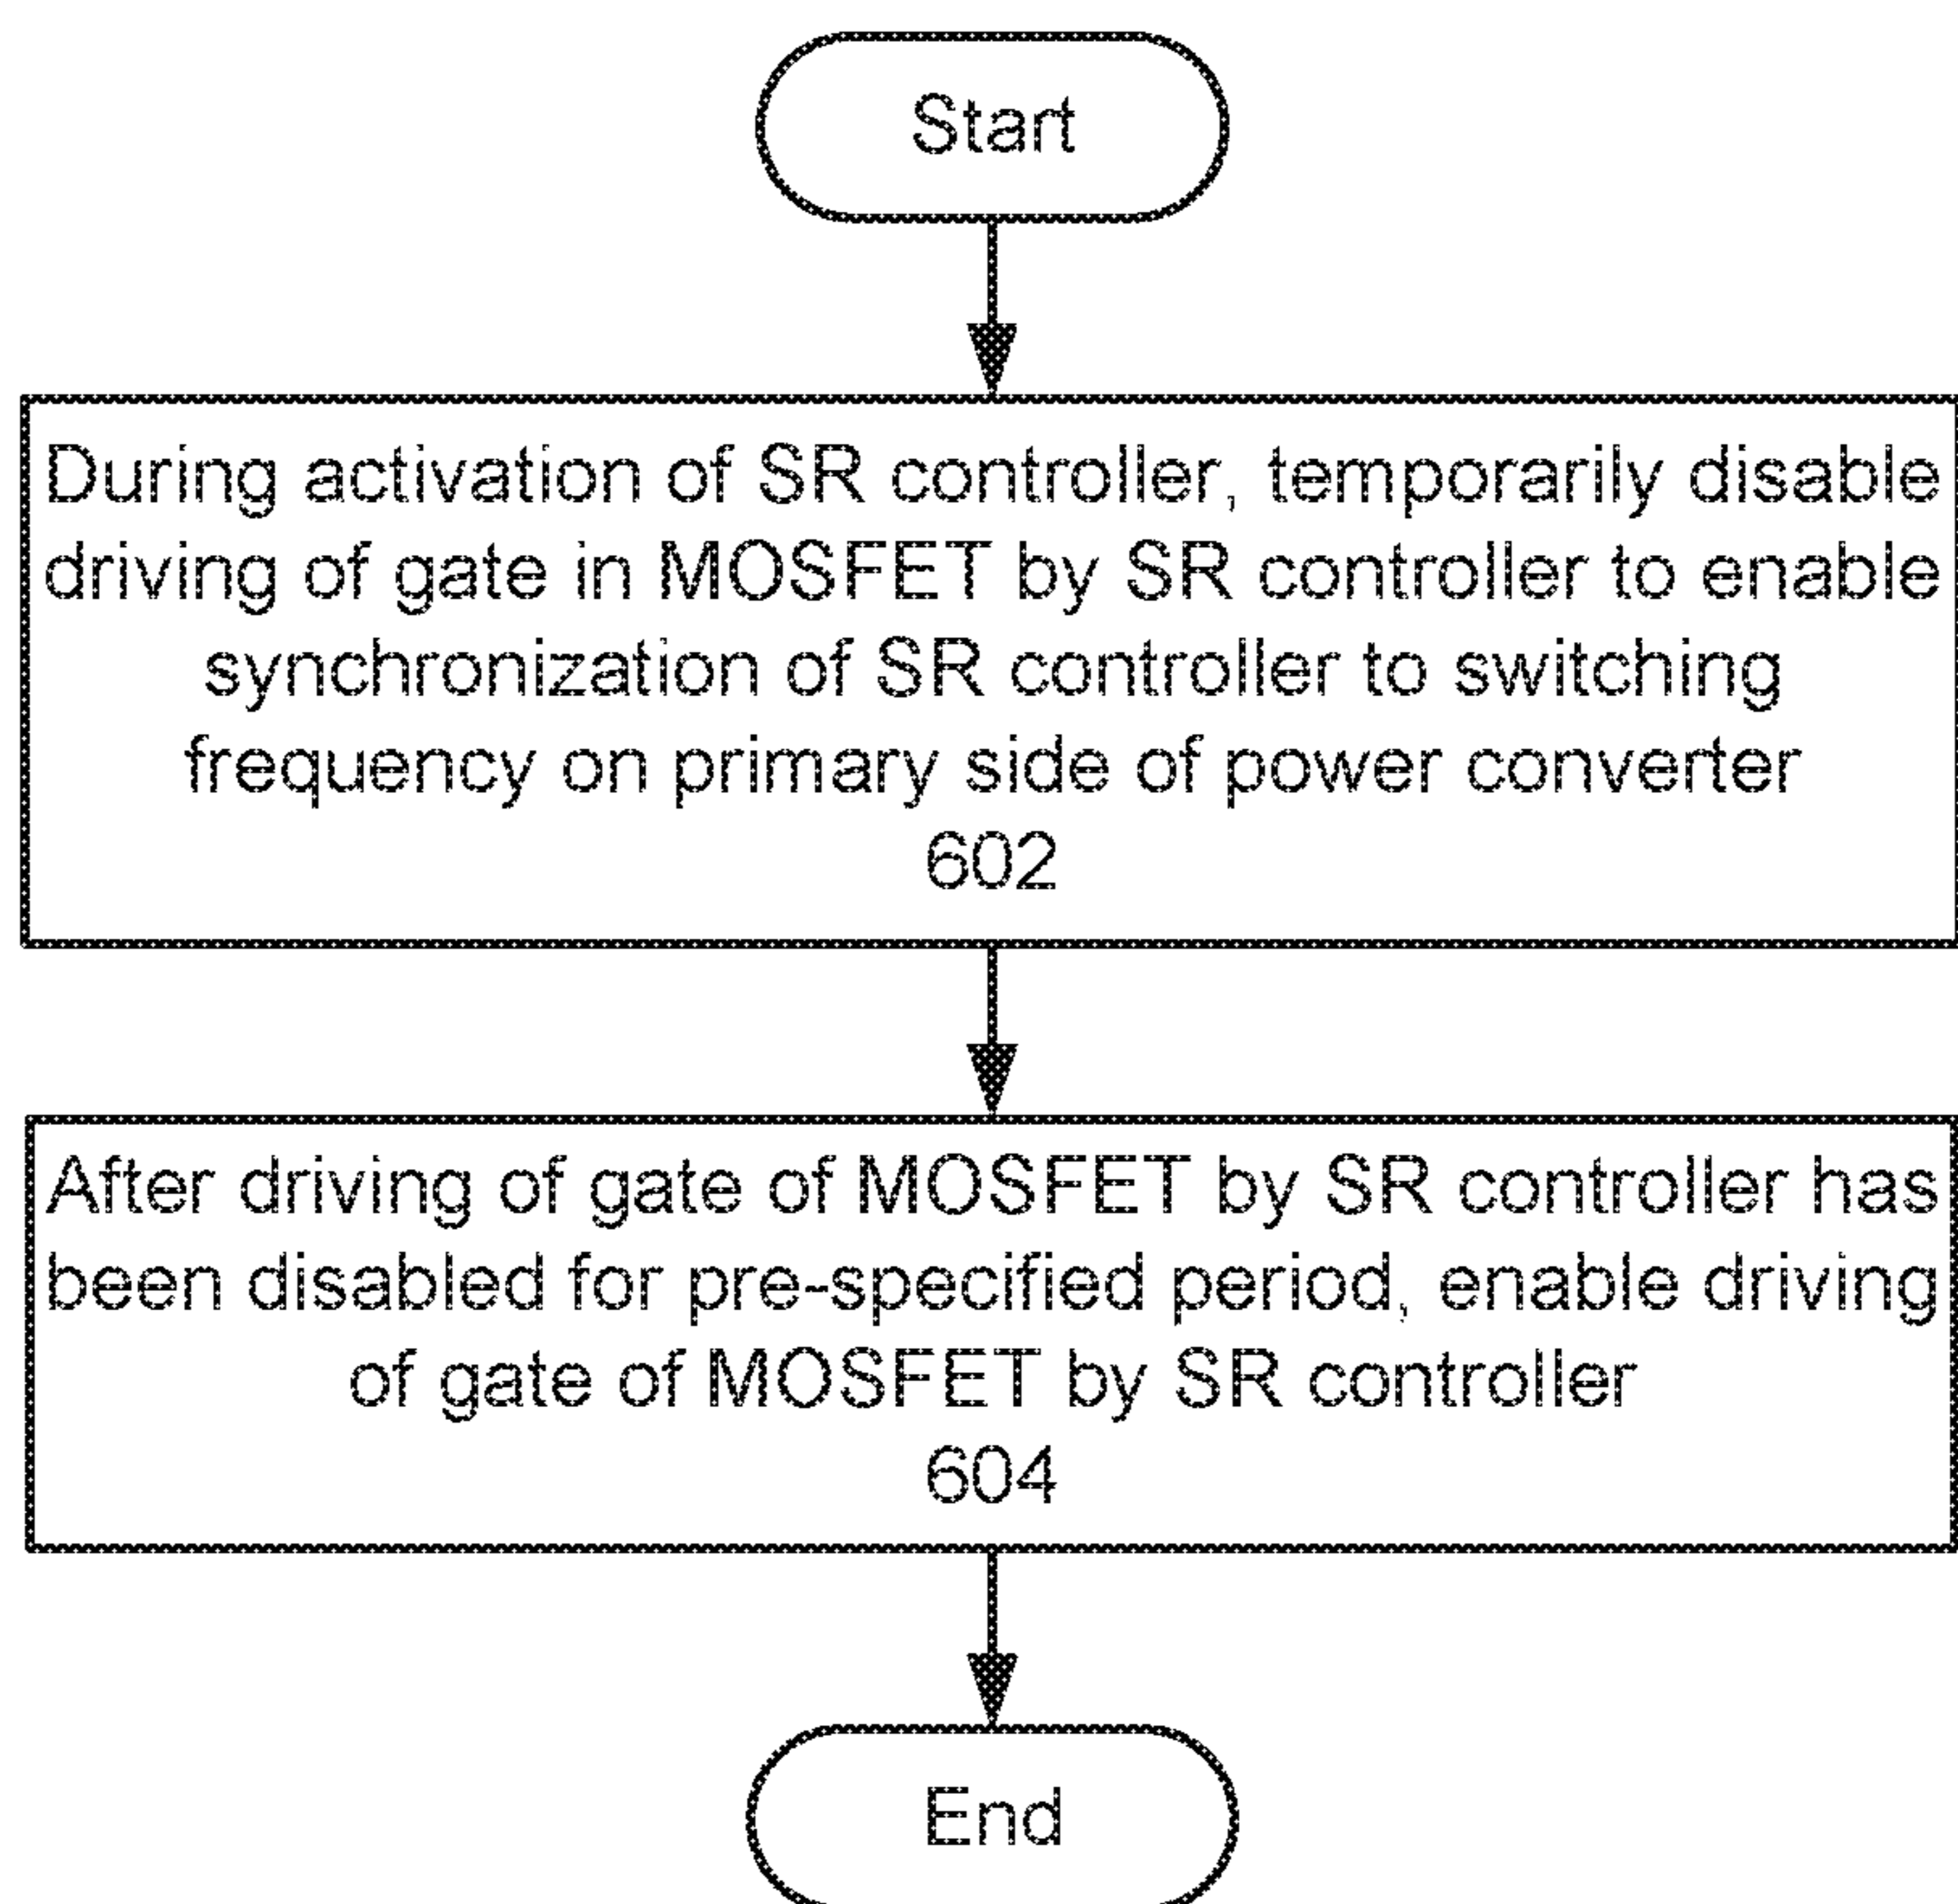 Start
During activation of SR controller, temporarily disable
driving of gate in MOSFET by SR controller to enable
synchronization of SR controller to switching
frequency on primary side of power converter
602
After driving of gate of MOSFET by SR controller has
been disabled for pre-specified period, enable driving
of gate of MOSFET by SR controller
604
End